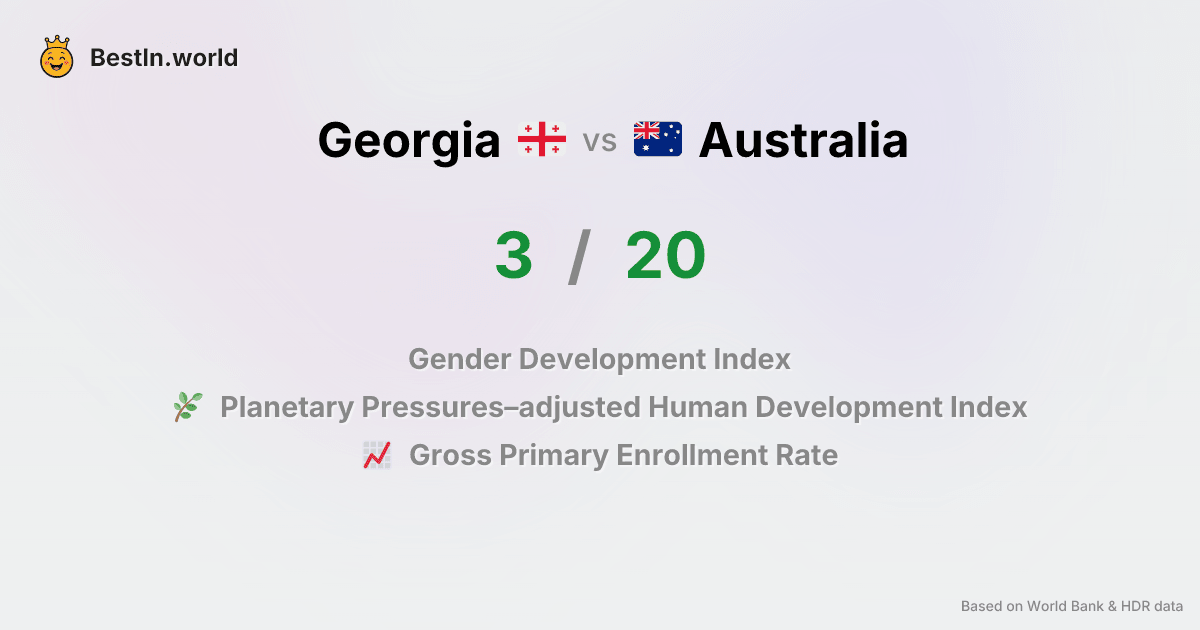 BestIn.world
Georgia vs Australia
3 / 20
Gender Development Index
Planetary Pressures–adjusted Human Development Index
Gross Primary Enrollment Rate
Based on World Bank & HDR data